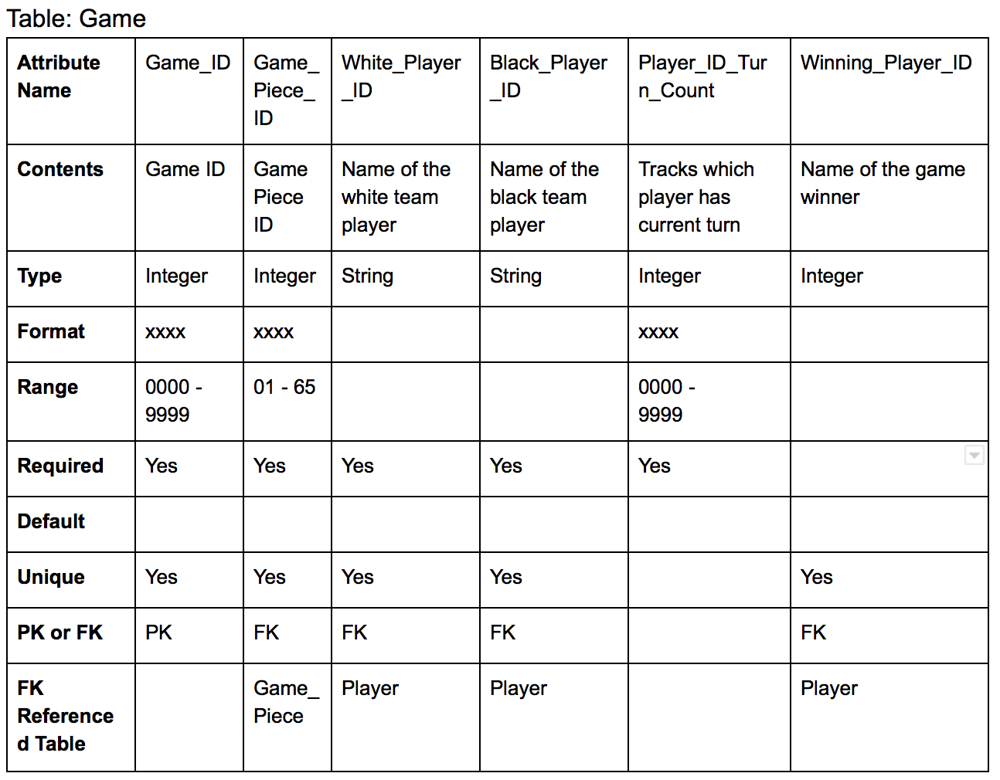 Table: Game
Attribute Name | Game_ID | Game_Piece_ID | White_Player_ID | Black_Player_ID | Player_ID_Turn_Count | Winning_Player_ID
Contents | Game ID | Game Piece ID | Name of the white team player | Name of the black team player | Tracks which player has current turn | Name of the game winner
Type | Integer | Integer | String | String | Integer | Integer
Format | xxxx | xxxx | | | xxxx |
Range | 0000 - 9999 | 01 - 65 | | | 0000 - 9999 |
Required | Yes | Yes | Yes | Yes | Yes |
Default
Unique | Yes | Yes | Yes | Yes | | Yes
PK or FK | PK | FK | FK | FK | | FK
FK Referenced Table | | Game_Piece | Player | Player | | Player